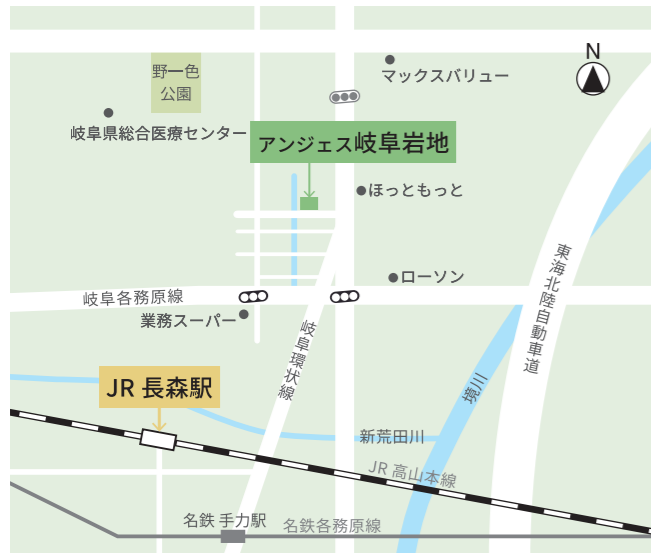 N
野一色
公園
マックスバリュー
岐阜県総合医療センター
アンジェス岐阜岩地
ほっともっと
東海北陸自動車道
ローソン
岐阜各務原線
業務スーパー
岐阜環状線
JR 長森駅
境川
新荒田川
JR 高山本線
名鉄 手力駅
名鉄各務原線